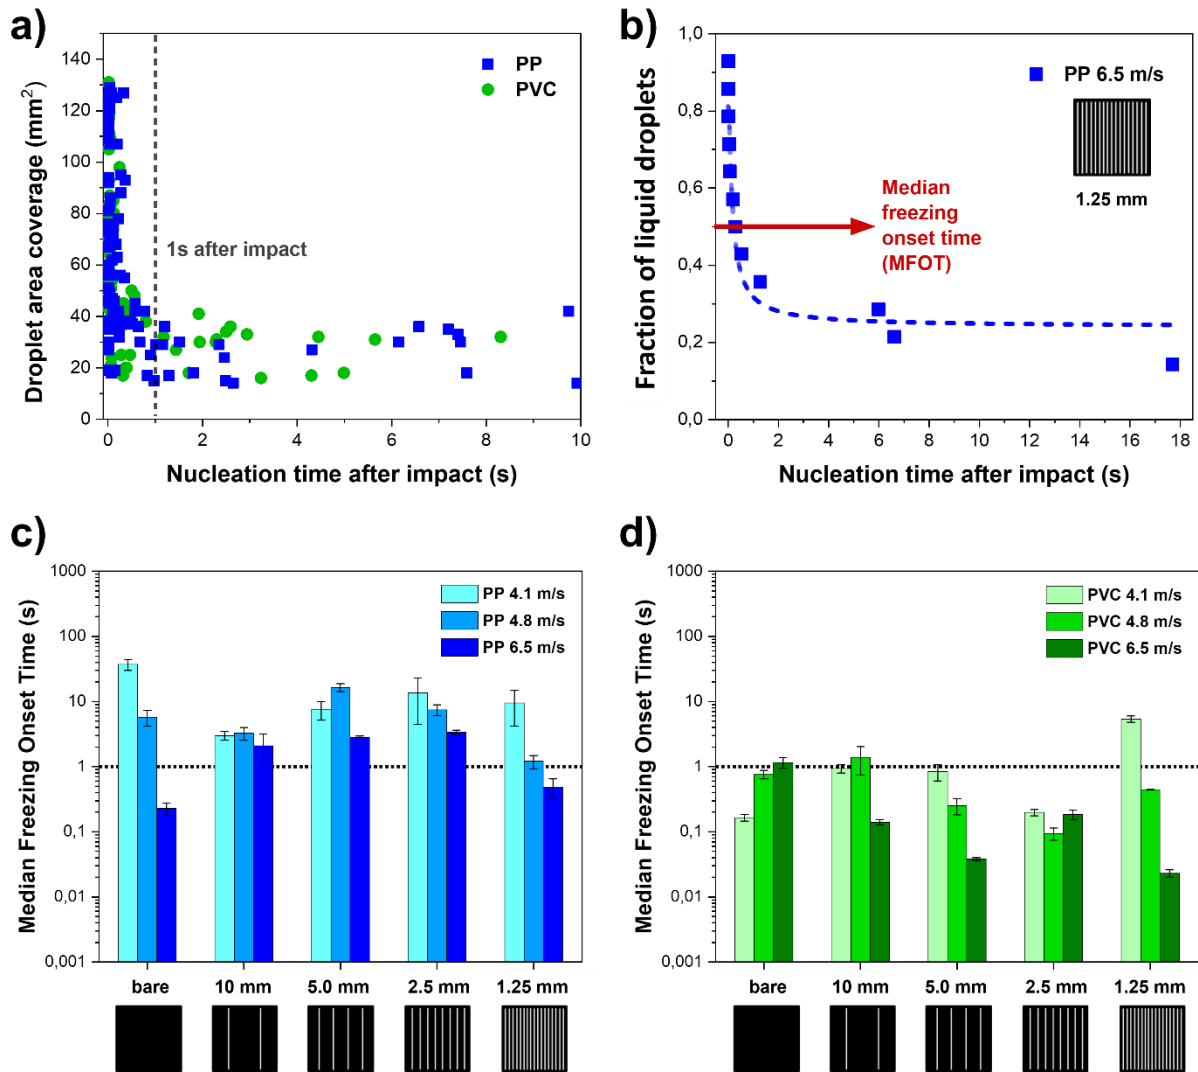 a)
Droplet area coverage (mm²)
140
120
100
80
60
40
20
0
PP
PVC
1s after impact
0 2 4 6 8 10
Nucleation time after impact (s)
b)
Fraction of liquid droplets
1,0
0,8
0,6
0,4
0,2
0,0
PP 6.5 m/s
1.25 mm
Median
freezing
onset time
(MFOT)
0 2 4 6 8 10 12 14 16 18
Nucleation time after impact (s)
c)
Median Freezing Onset Time (s)
1000
100
10
1
0,1
0,01
0,001
PP 4.1 m/s
PP 4.8 m/s
PP 6.5 m/s
bare 10 mm 5.0 mm 2.5 mm 1.25 mm
d)
Median Freezing Onset Time (s)
1000
100
10
1
0,1
0,01
0,001
PVC 4.1 m/s
PVC 4.8 m/s
PVC 6.5 m/s
bare 10 mm 5.0 mm 2.5 mm 1.25 mm